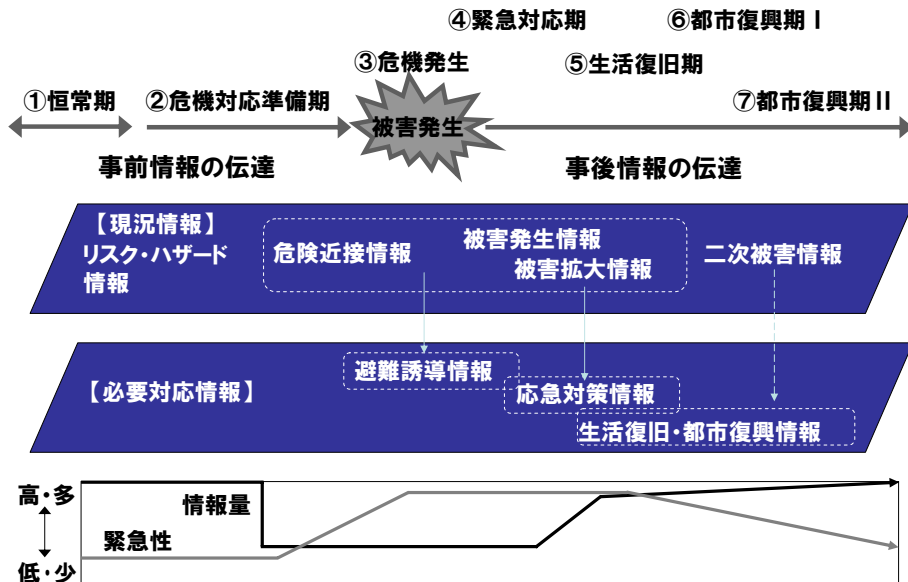 ④緊急対応期
⑥都市復興期Ⅰ
③危機発生
⑤生活復旧期
①恒常期
②危機対応準備期
⑦都市復興期Ⅱ
被害発生
事前情報の伝達
事後情報の伝達
【現況情報】
リスク・ハザード
情報
危険近接情報
被害発生情報
被害拡大情報
二次被害情報
【必要対応情報】
避難誘導情報
応急対策情報
生活復旧・都市復興情報
高・多
情報量
緊急性
低・少